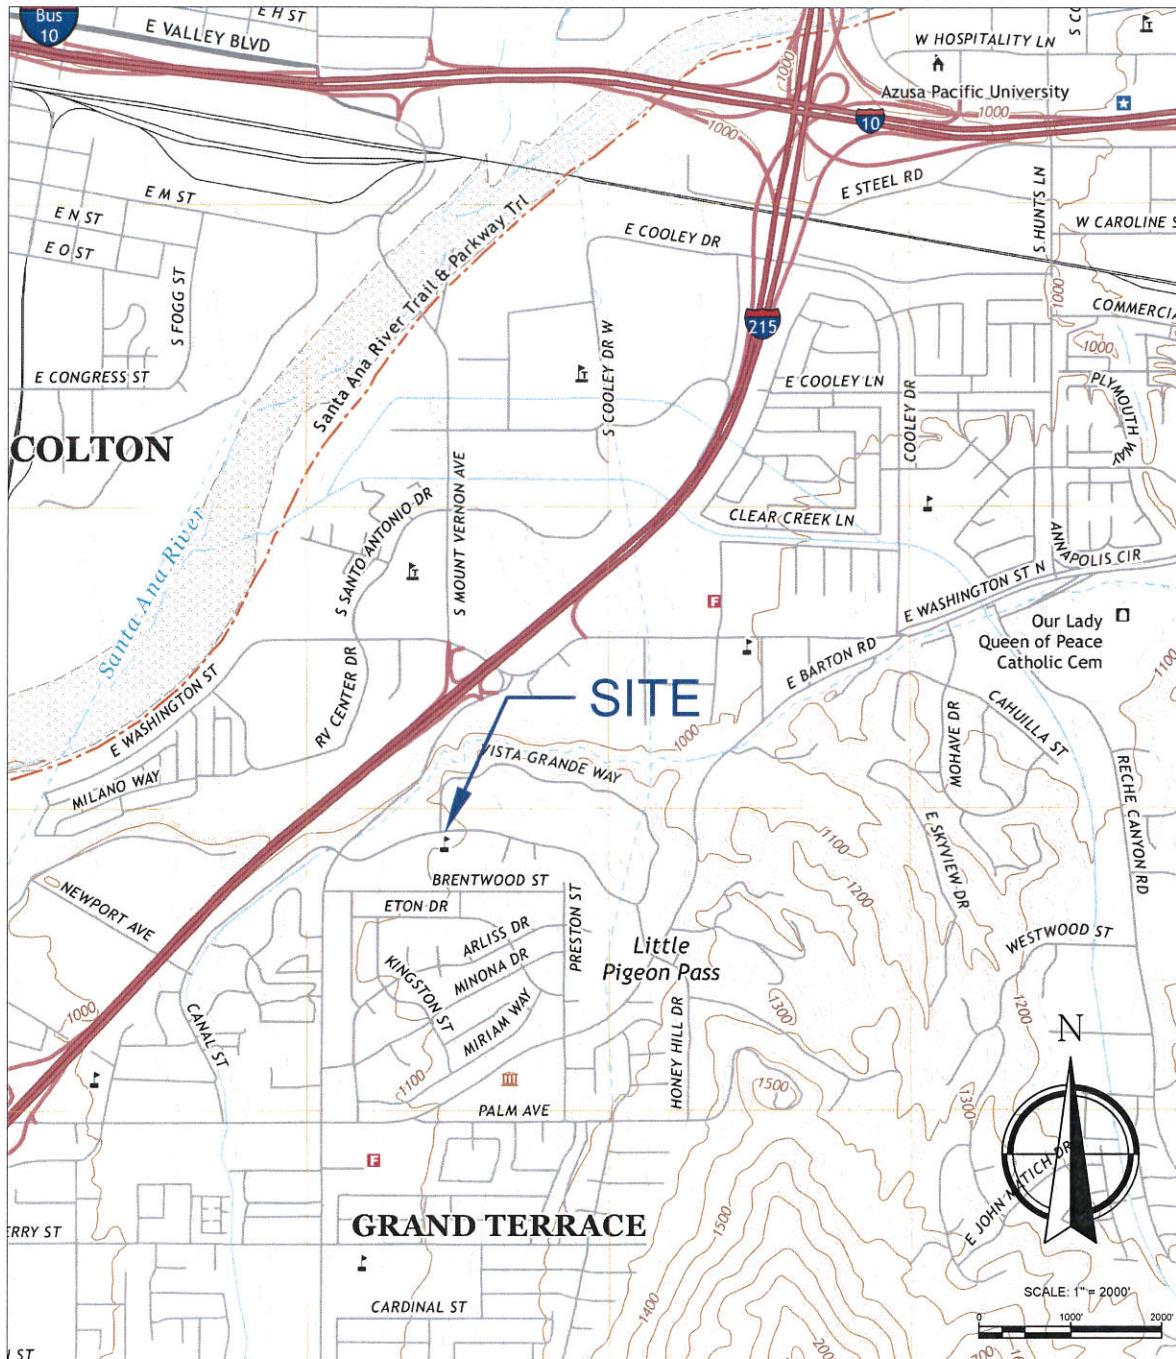 Bus
10
E H ST
E VALLEY BLVD
W HOSPITALITY LN
Azusa Pacific University
1000
1000
1000
10
E STEEL RD
S HUNTS LN
W CAROLINE S
E M ST
E N ST
E O ST
S FOGG ST
E COOLEY DR
Santa Ana River Trail & Parkway Trl
1000
COMMERCIA
1000
215
E CONGRESS ST
S COOLEY DR W
E COOLEY LN
COOLEY DR
PLYMOUTH WAY
COLTON
S MOUNT VERNON AVE
S SANTO ANTONIO DR
CLEAR CREEK LN
ANNAPOLIS CIR
E WASHINGTON ST N
Santa Ana River
F
Our Lady
Queen of Peace
Catholic Cem
1100
E BARTON RD
E WASHINGTON ST
RV CENTER DR
SITE
1000
CAHUILLA ST
MOHAVE DR
VISTA GRANDE WAY
MILANO WAY
RECHE CANYON RD
1100
E SKYVIEW DR
1200
BRENTWOOD ST
ETON DR
NEWPORT AVE
ARLISS DR
PRESTON ST
WESTWOOD ST
MINONA DR
Little
Pigeon Pass
KINGSTON ST
1000
CANAL ST
MIRIAM WAY
1300
1200
HONEY HILL DR
N
1100
1500
1300
PALM AVE
F
E JOHN MATICH DR
GRAND TERRACE
ERRY ST
1500
1400
CARDINAL ST
SCALE: 1" = 2000'
0 1000' 2000'